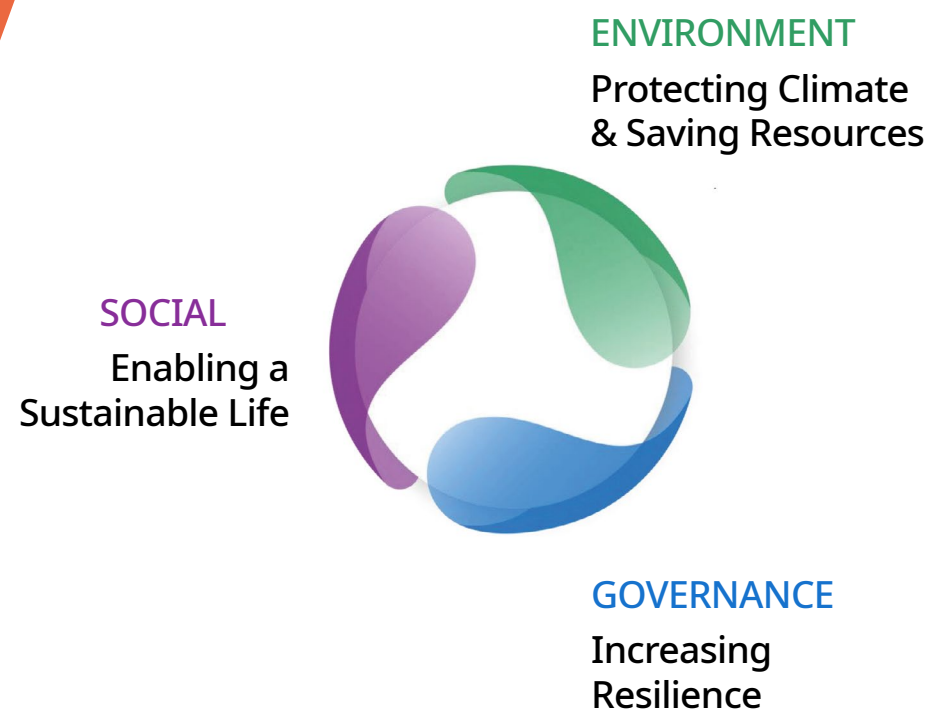 ENVIRONMENT
Protecting Climate
& Saving Resources
SOCIAL
Enabling a
Sustainable Life
GOVERNANCE
Increasing
Resilience